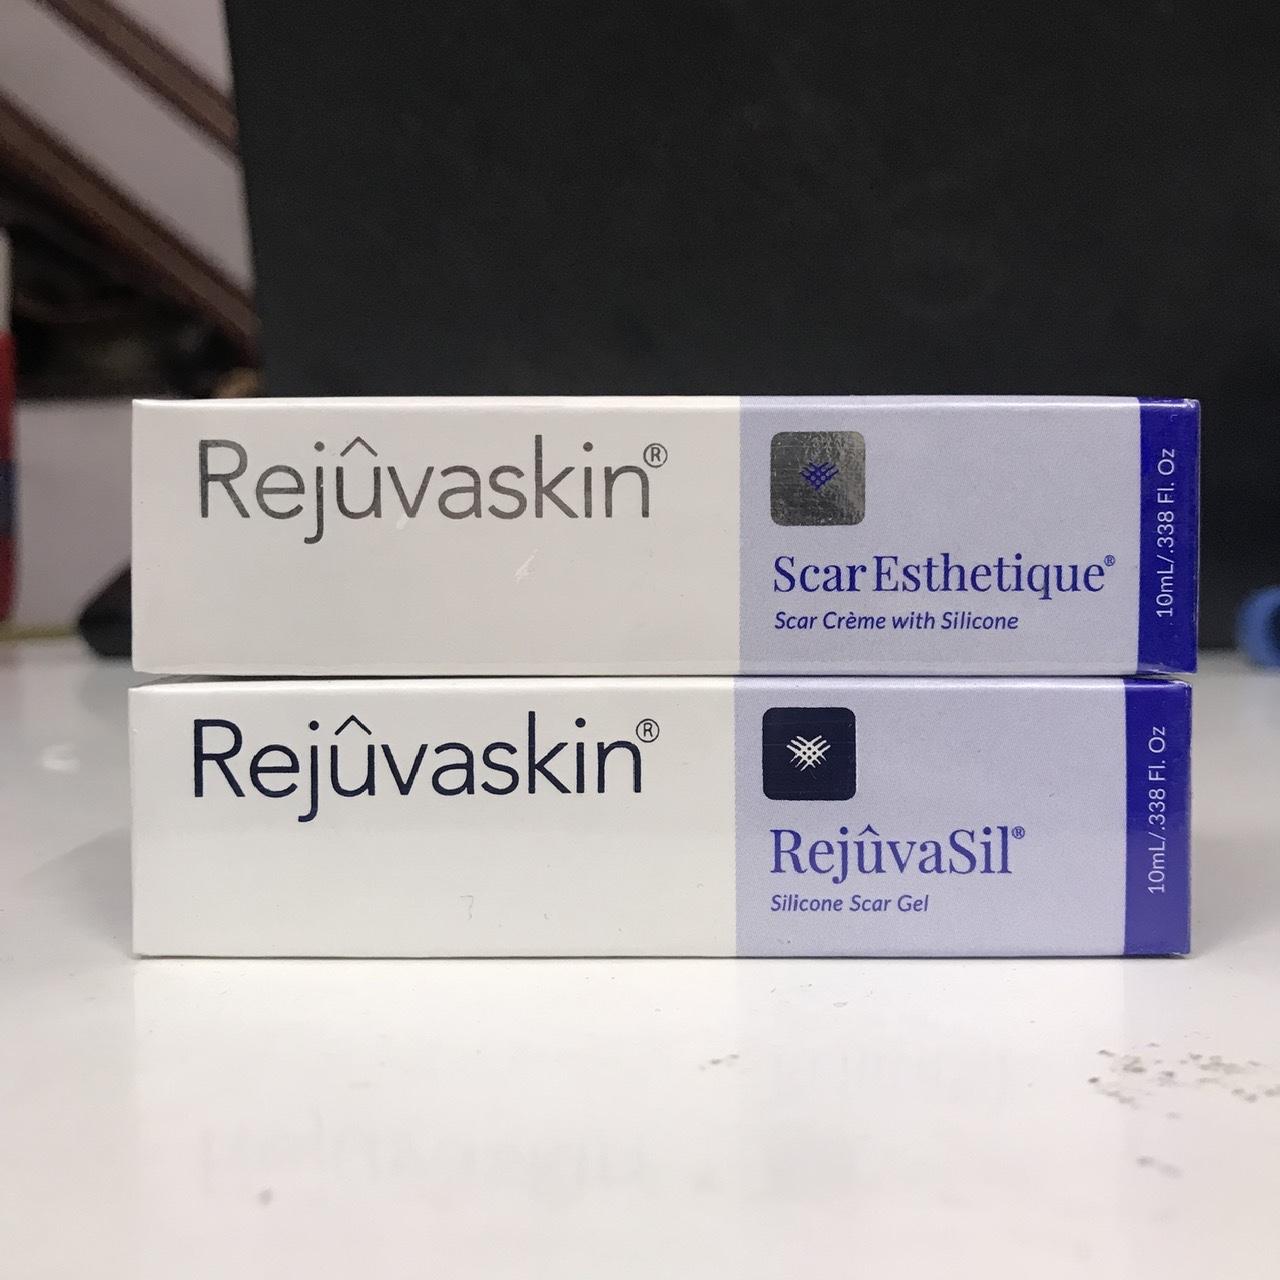 Rejûvaskin®
ScarEsthetique®
Scar Crème with Silicone
10mL/.338 Fl. Oz
Rejûvaskin®
RejûvaSil®
Silicone Scar Gel
10mL/.338 Fl. Oz